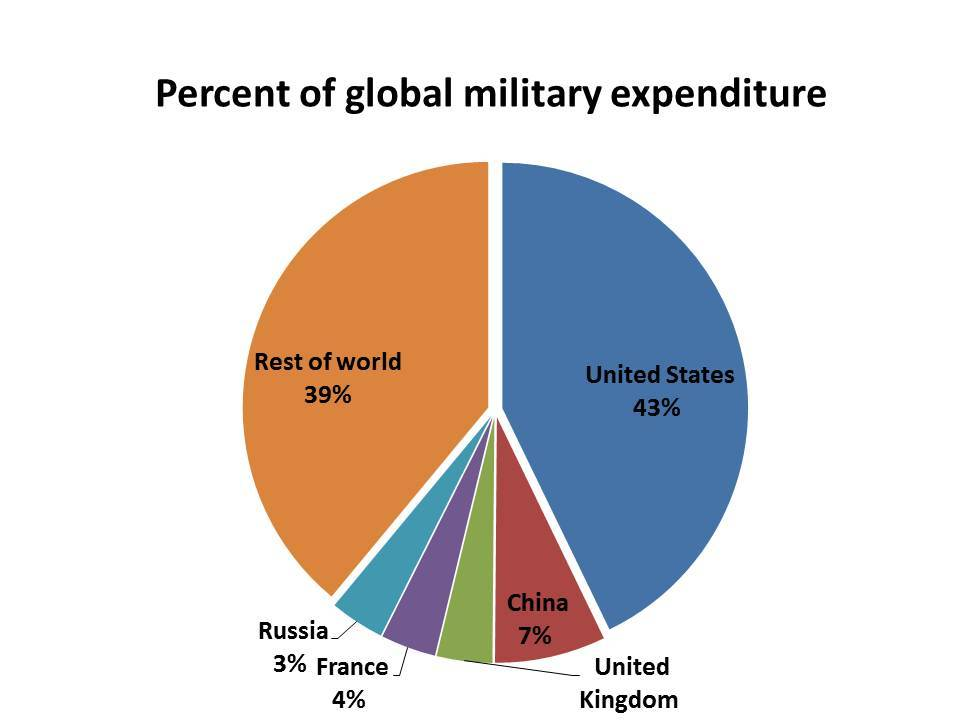 Percent of global military expenditure
Rest of world
39%
United States
43%
China
7%
Russia
3%
France
4%
United
Kingdom